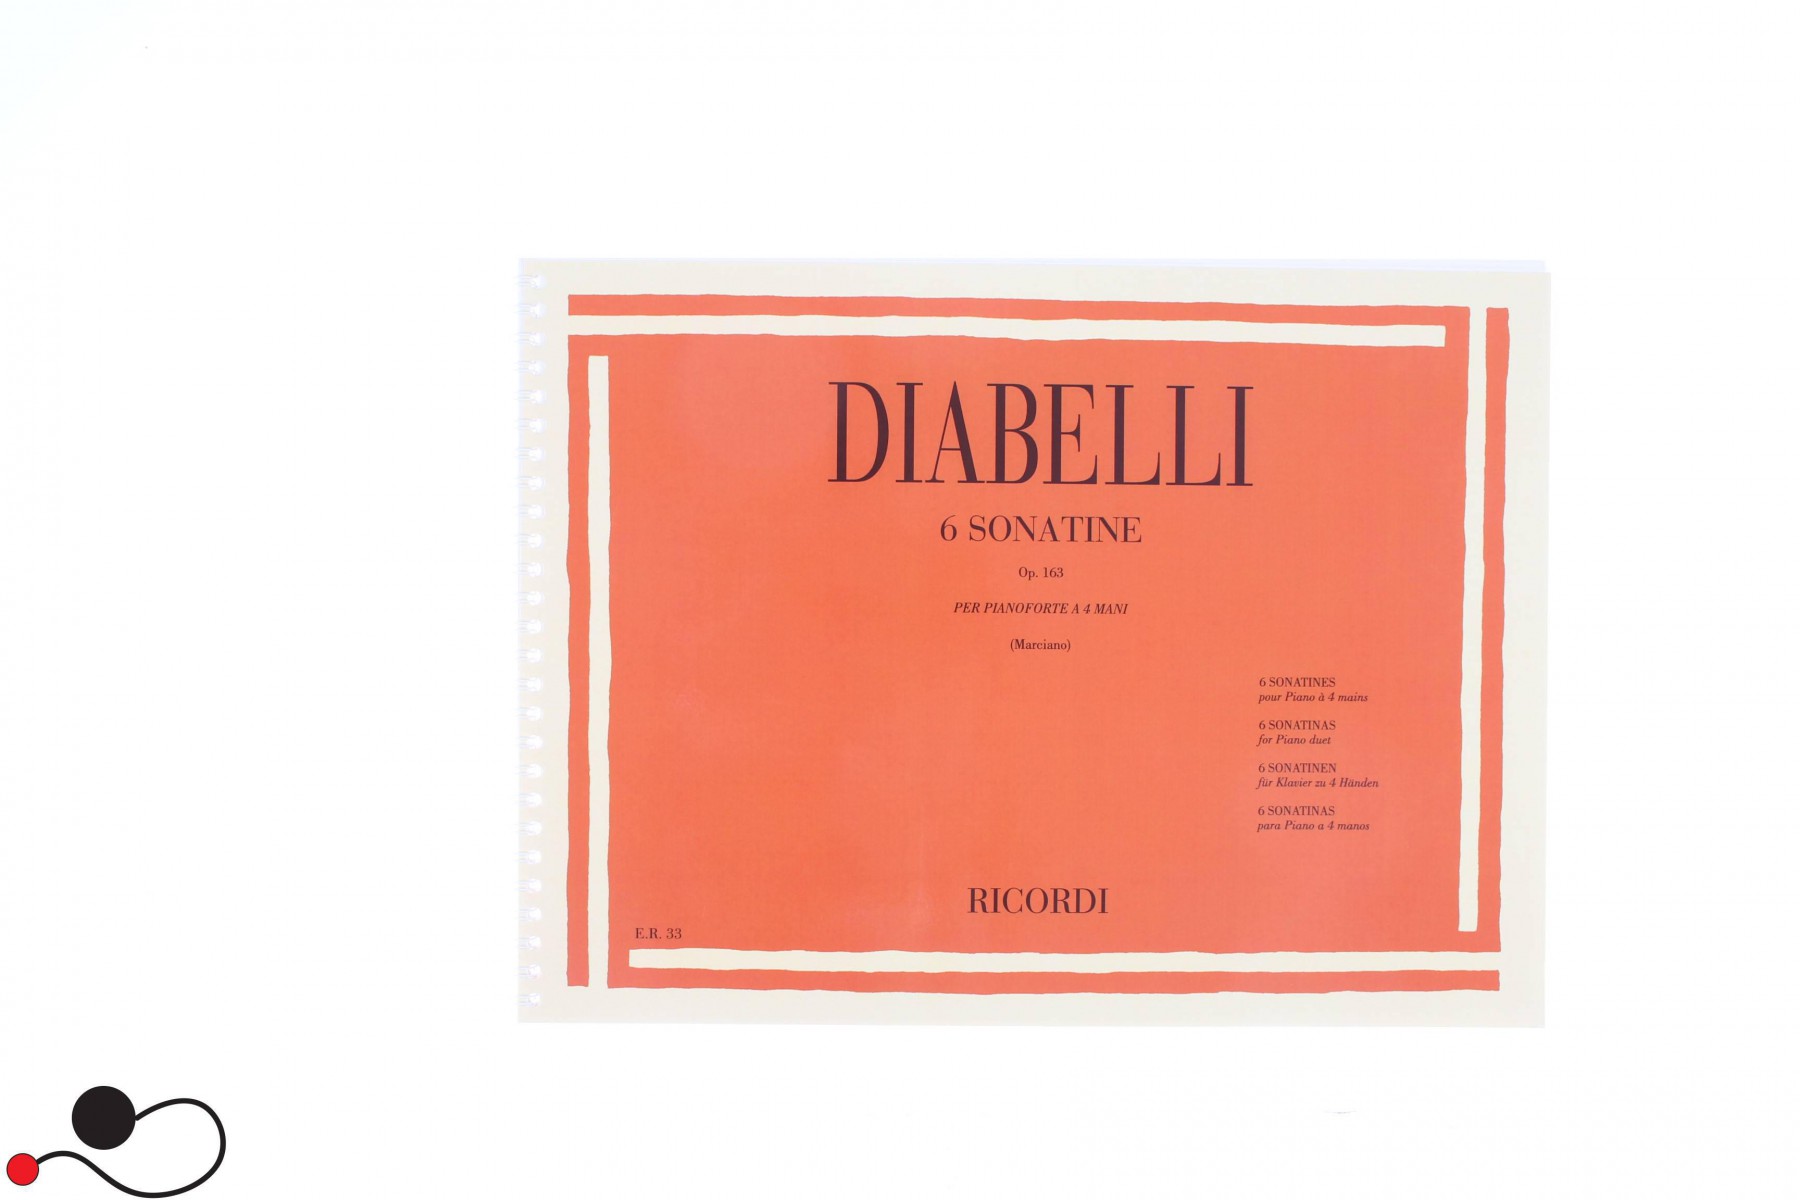 DIABELLI
6 SONATINE
Op. 163
PER PIANOFORTE A 4 MANI
(Marciano)
6 SONATINES
pour Piano à 4 mains
6 SONATINAS
for Piano duet
6 SONATINEN
für Klavier zu 4 Händen
6 SONATINAS
para Piano a 4 manos
RICORDI
E.R. 33